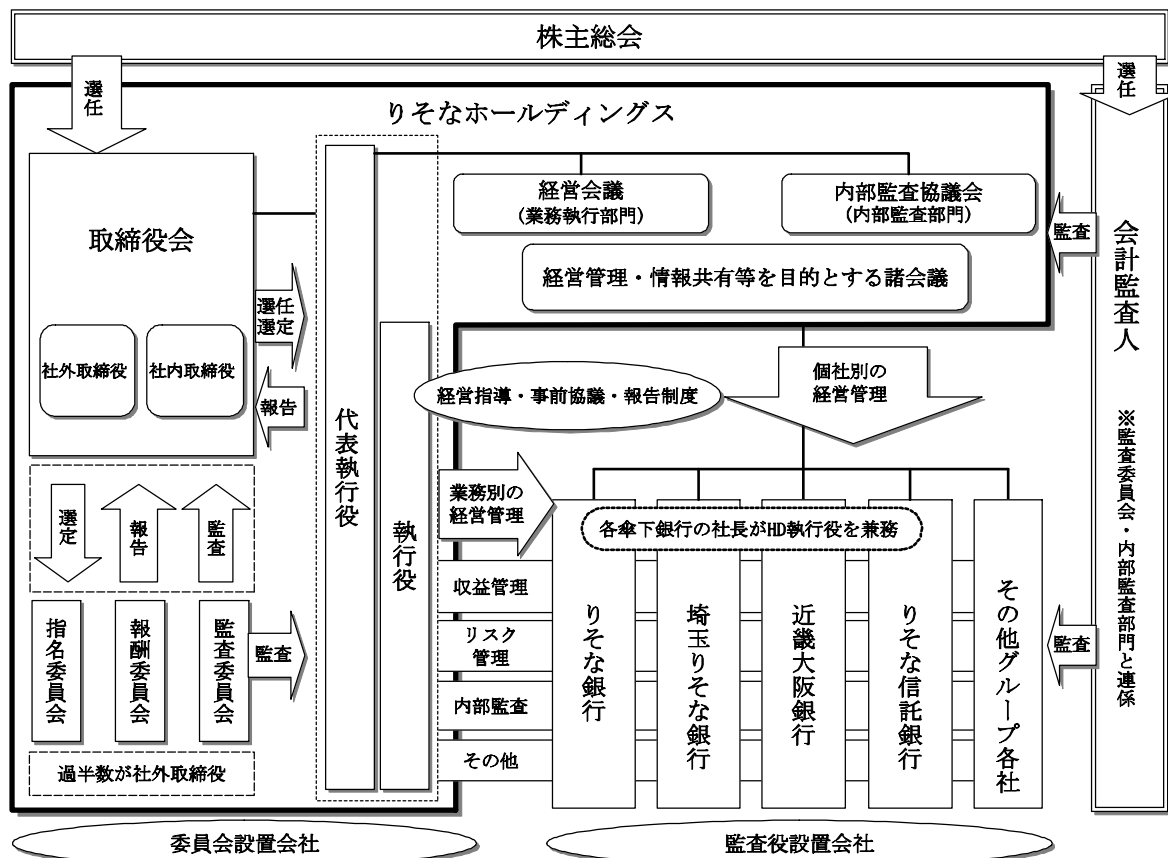 株主総会
選任
選任
りそなホールディングス
経営会議
(業務執行部門)
内部監査協議会
(内部監査部門)
経営管理・情報共有等を目的とする諸会議
取締役会
社外取締役
社内取締役
選任
選定
報告
代表執行役
執行役
監査
会計監査人
※監査委員会・内部監査部門と連係
経営指導・事前協議・報告制度
個社別の
経営管理
業務別の
経営管理
各傘下銀行の社長がHD執行役を兼務
選定
報告
監査
指名委員会
報酬委員会
監査委員会
監査
過半数が社外取締役
収益管理
リスク
管理
内部監査
その他
りそな銀行
埼玉りそな銀行
近畿大阪銀行
りそな信託銀行
その他グループ各社
監査
委員会設置会社
監査役設置会社